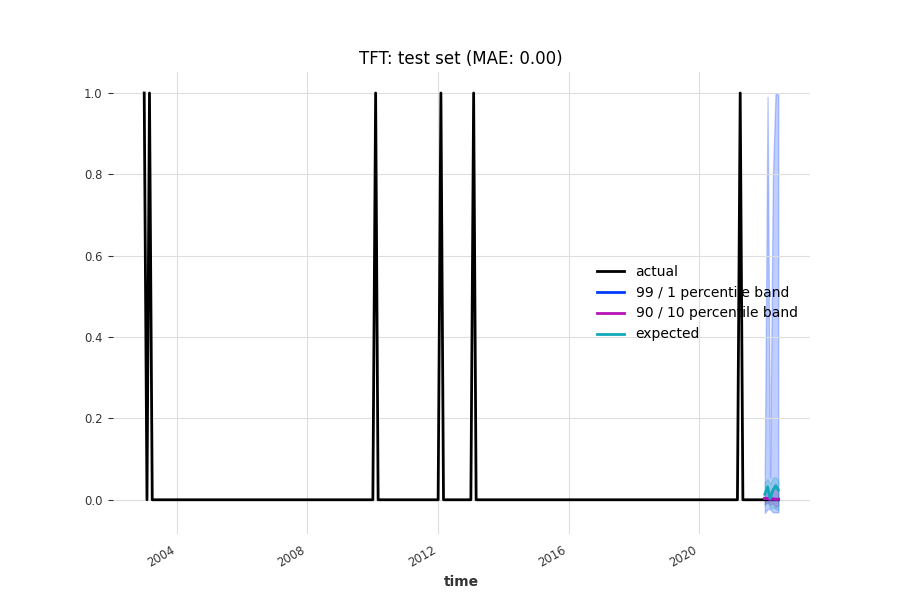 TFT: test set (MAE: 0.00)
1.0
0.8
0.6
0.4
0.2
0.0
actual
99 / 1 percentile band
90 / 10 percentile band
expected
2004
2008
2012
2016
2020
time